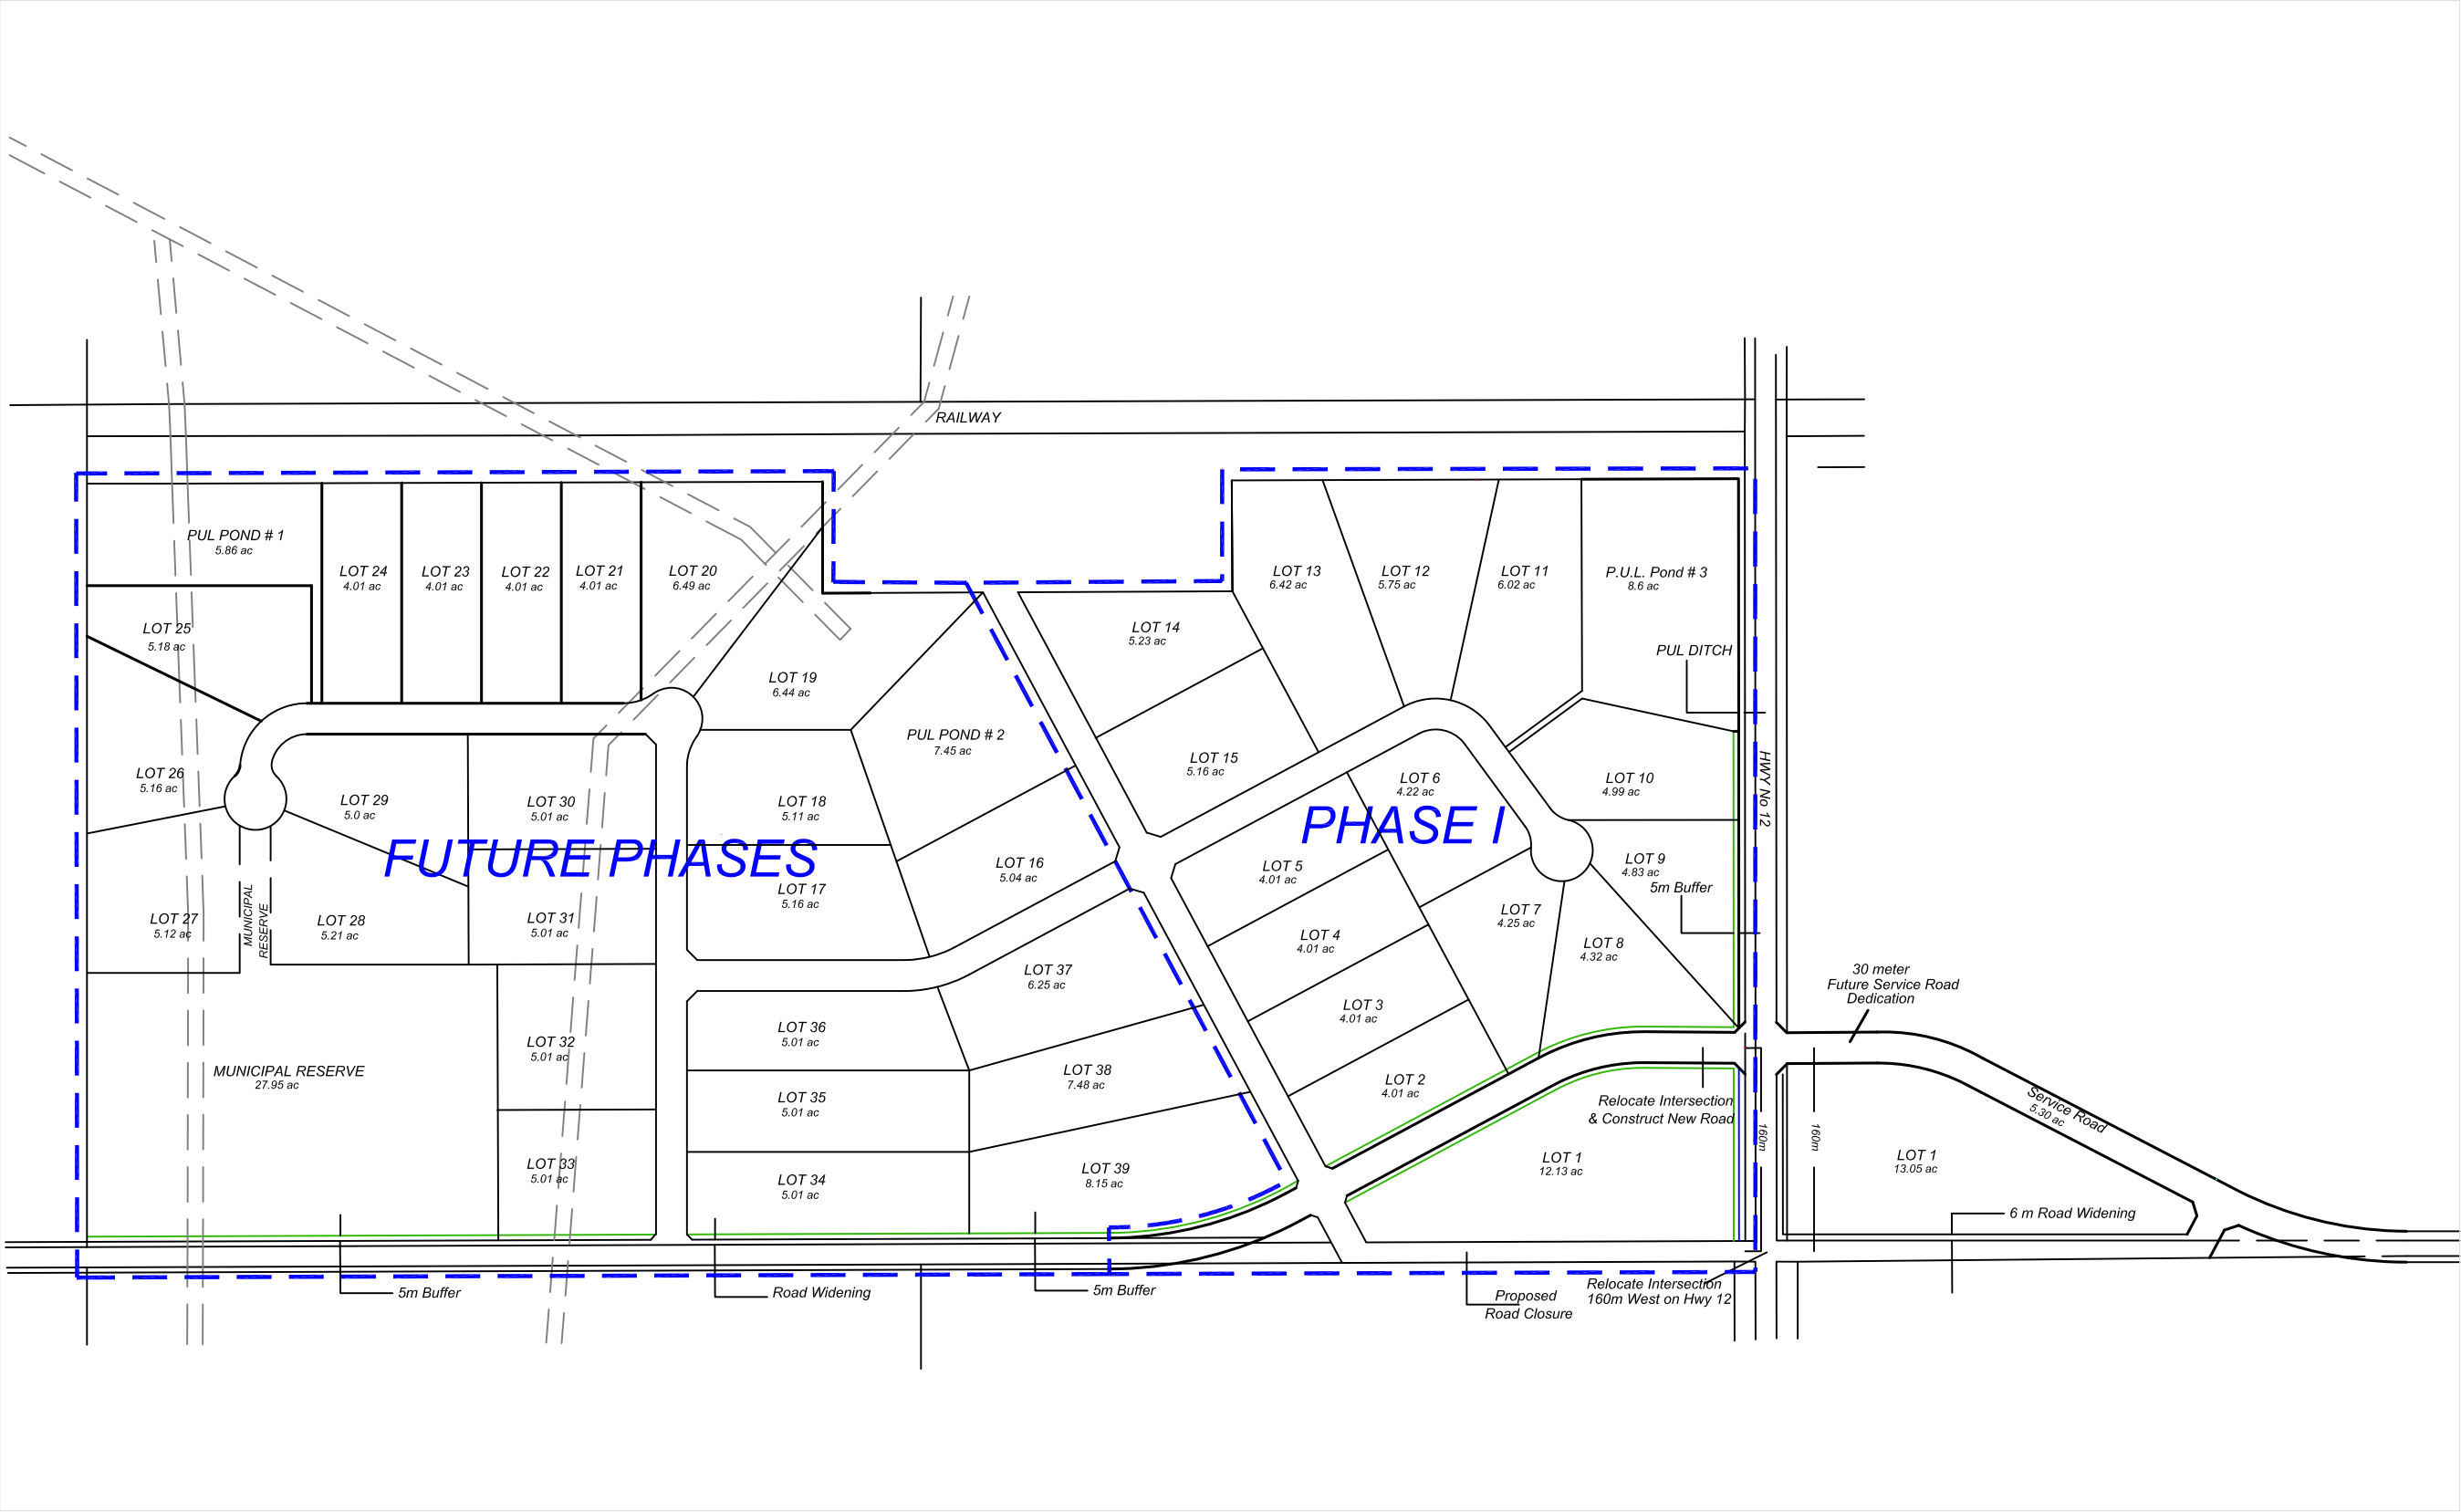 RAILWAY
PUL POND # 1
5.86 ac
LOT 24
4.01 ac
LOT 23
4.01 ac
LOT 22
4.01 ac
LOT 21
4.01 ac
LOT 20
6.49 ac
LOT 13
6.42 ac
LOT 12
5.75 ac
LOT 11
6.02 ac
P.U.L. Pond # 3
8.6 ac
LOT 25
5.18 ac
LOT 14
5.23 ac
PUL DITCH
LOT 19
6.44 ac
PUL POND # 2
7.45 ac
LOT 15
5.16 ac
LOT 26
5.16 ac
LOT 29
5.0 ac
LOT 30
5.01 ac
LOT 18
5.11 ac
LOT 6
4.22 ac
LOT 10
4.99 ac
HWY No 12
FUTURE PHASES
PHASE I
LOT 16
5.04 ac
LOT 5
4.01 ac
LOT 9
4.83 ac
5m Buffer
LOT 17
5.16 ac
LOT 27
5.12 ac
MUNICIPAL
RESERVE
LOT 28
5.21 ac
LOT 31
5.01 ac
LOT 7
4.25 ac
LOT 4
4.01 ac
LOT 8
4.32 ac
LOT 37
6.25 ac
30 meter
Future Service Road
Dedication
LOT 36
5.01 ac
LOT 3
4.01 ac
LOT 32
5.01 ac
MUNICIPAL RESERVE
27.95 ac
LOT 38
7.48 ac
LOT 2
4.01 ac
LOT 35
5.01 ac
Relocate Intersection
& Construct New Road
160m
160m
Service Road
5.30 ac
LOT 33
5.01 ac
LOT 34
5.01 ac
LOT 39
8.15 ac
LOT 1
12.13 ac
LOT 1
13.05 ac
6 m Road Widening
5m Buffer
Road Widening
5m Buffer
Proposed
Road Closure
Relocate Intersection
160m West on Hwy 12